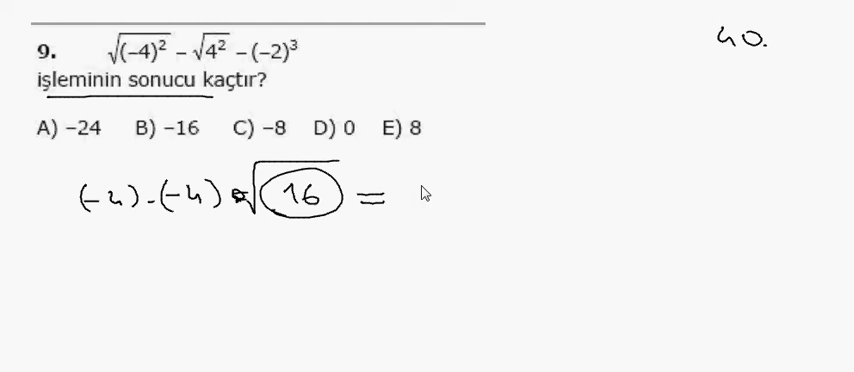 40.
9. √(-4)² - √4² - (-2)³
işleminin sonucu kaçtır?
A) -24 B) -16 C) -8 D) 0 E) 8
(-4).(-4) = √16 =